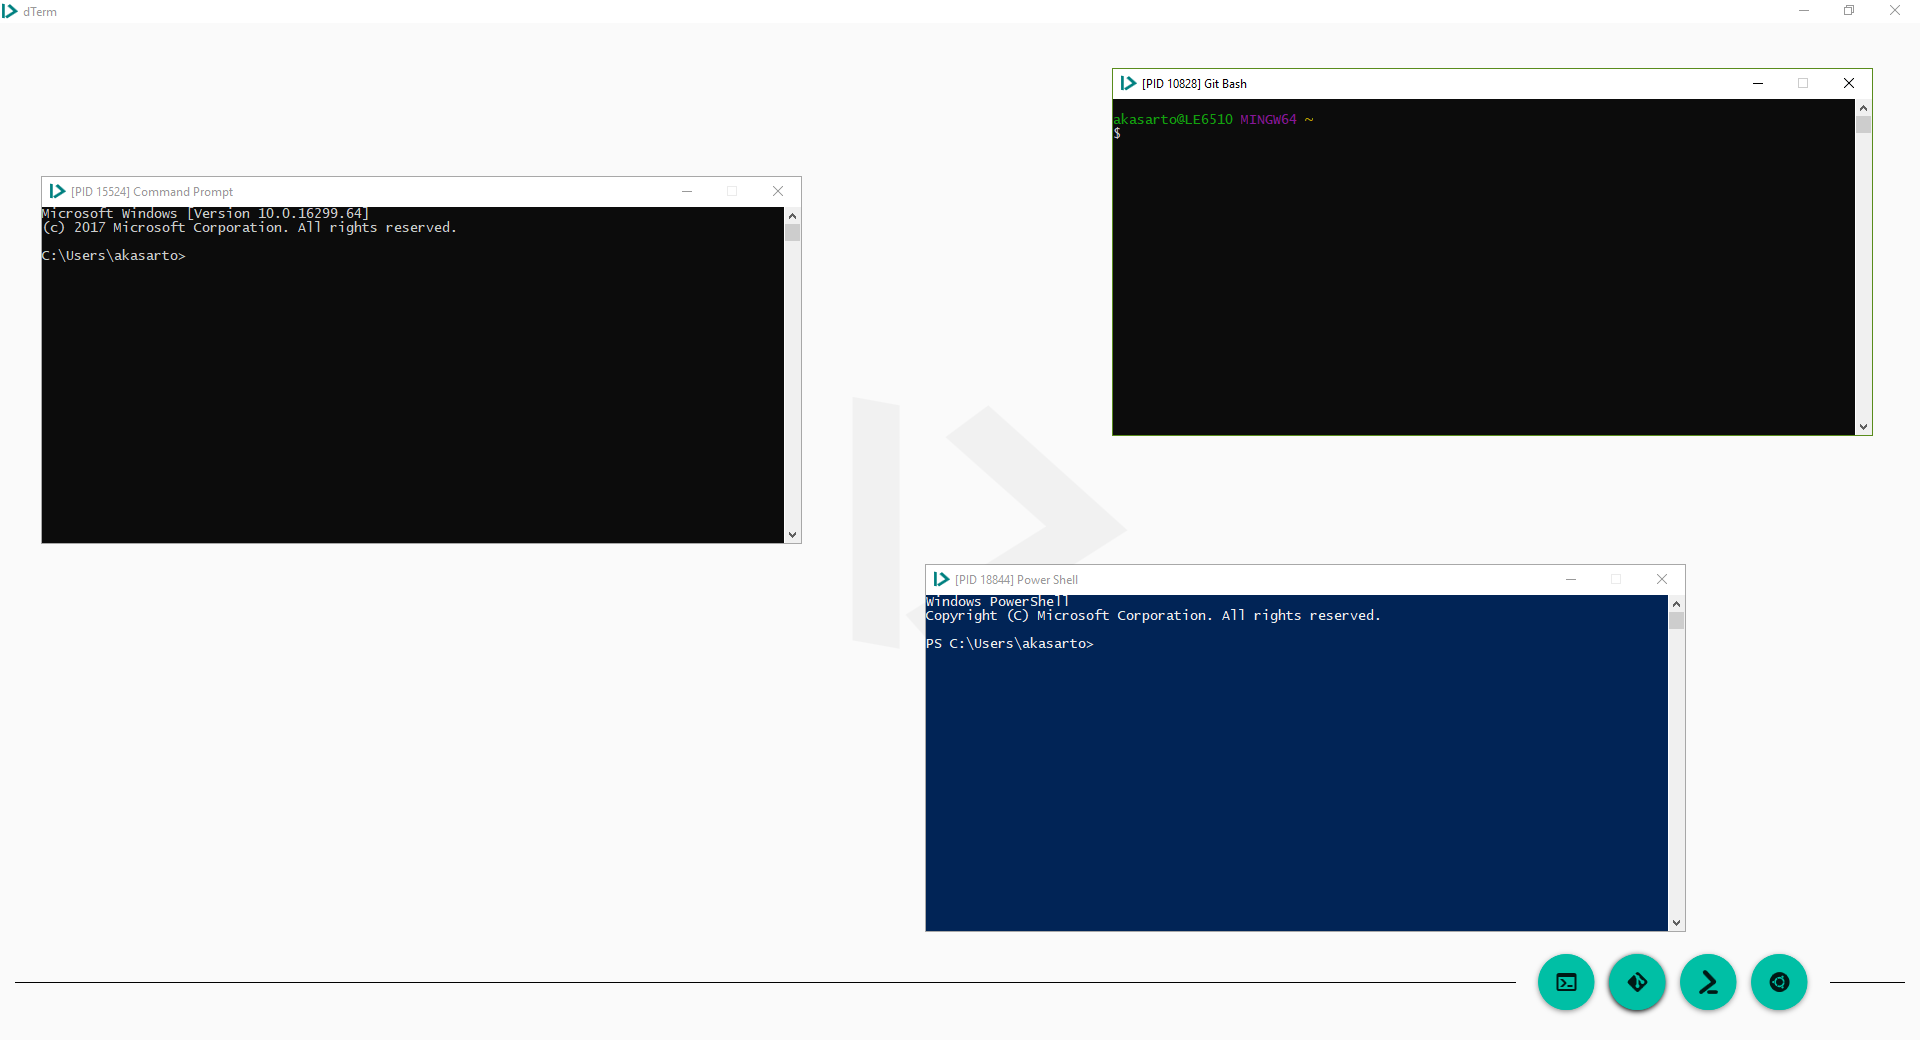 dTerm
[PID 10828] Git Bash
akasarto@LE6510 MINGW64 ~
$
[PID 15524] Command Prompt
Microsoft Windows [Version 10.0.16299.64]
(c) 2017 Microsoft Corporation. All rights reserved.
C:\Users\akasarto>
[PID 18844] Power Shell
Windows PowerShell
Copyright (C) Microsoft Corporation. All rights reserved.
PS C:\Users\akasarto>